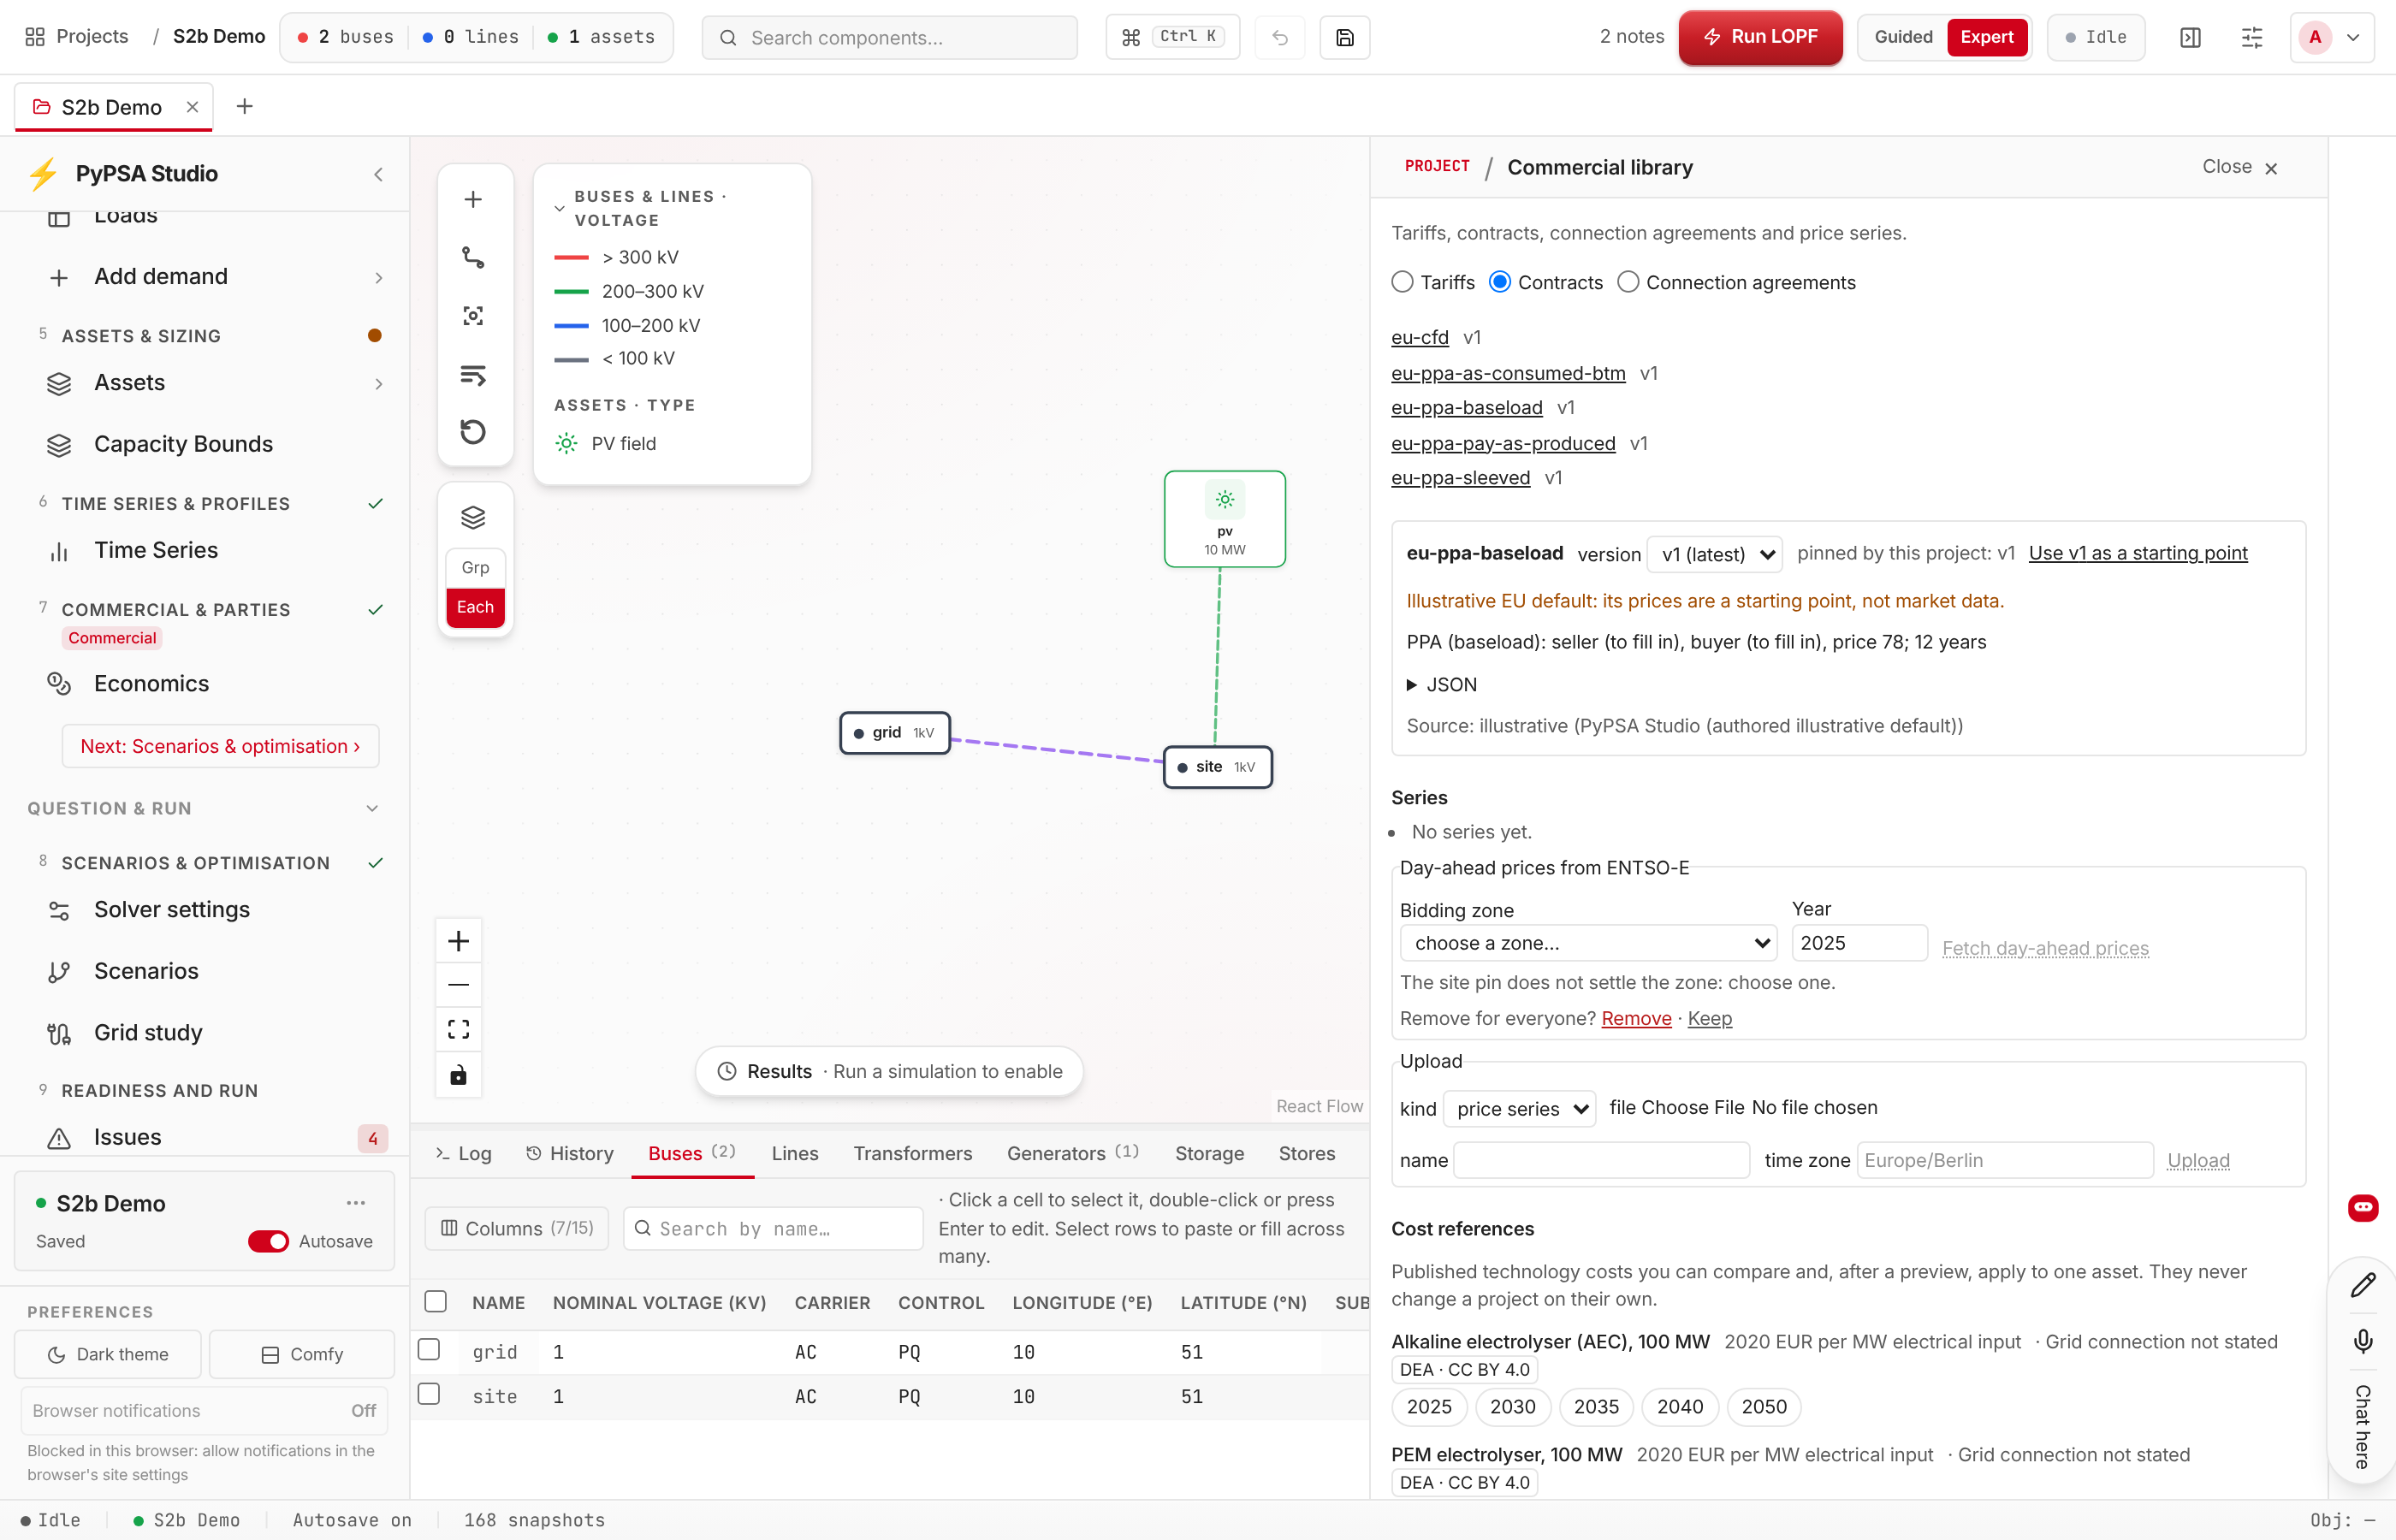 Projects / S2b Demo
2 buses 0 lines 1 assets
Search components...
Ctrl K
2 notes
Run LOPF
Guided Expert
Idle
A
S2b Demo
PyPSA Studio
Loads
Add demand
5 ASSETS & SIZING
Assets
Capacity Bounds
6 TIME SERIES & PROFILES
Time Series
7 COMMERCIAL & PARTIES
Commercial
Economics
Next: Scenarios & optimisation ›
QUESTION & RUN
8 SCENARIOS & OPTIMISATION
Solver settings
Scenarios
Grid study
9 READINESS AND RUN
Issues 4
S2b Demo ...
Saved Autosave
PREFERENCES
Dark theme Comfy
Browser notifications Off
Blocked in this browser: allow notifications in the
browser's site settings
BUSES & LINES ·
VOLTAGE
> 300 kV
200–300 kV
100–200 kV
< 100 kV
ASSETS · TYPE
PV field
Grp
Each
pv
10 MW
grid 1kV
site 1kV
Results · Run a simulation to enable
React Flow
Log History Buses (2) Lines Transformers Generators (1) Storage Stores
Columns (7/15)
Search by name…
· Click a cell to select it, double-click or press
Enter to edit. Select rows to paste or fill across
many.
NAME NOMINAL VOLTAGE (KV) CARRIER CONTROL LONGITUDE (°E) LATITUDE (°N) SUB
grid 1 AC PQ 10 51
site 1 AC PQ 10 51
PROJECT / Commercial library
Close
Tariffs, contracts, connection agreements and price series.
Tariffs Contracts Connection agreements
eu-cfd v1
eu-ppa-as-consumed-btm v1
eu-ppa-baseload v1
eu-ppa-pay-as-produced v1
eu-ppa-sleeved v1
eu-ppa-baseload version v1 (latest) pinned by this project: v1 Use v1 as a starting point
Illustrative EU default: its prices are a starting point, not market data.
PPA (baseload): seller (to fill in), buyer (to fill in), price 78; 12 years
JSON
Source: illustrative (PyPSA Studio (authored illustrative default))
Series
No series yet.
Day-ahead prices from ENTSO-E
Bidding zone Year
choose a zone... 2025 Fetch day-ahead prices
The site pin does not settle the zone: choose one.
Remove for everyone? Remove · Keep
Upload
kind price series file Choose File No file chosen
name time zone Europe/Berlin Upload
Cost references
Published technology costs you can compare and, after a preview, apply to one asset. They never
change a project on their own.
Alkaline electrolyser (AEC), 100 MW 2020 EUR per MW electrical input · Grid connection not stated
DEA · CC BY 4.0
2025 2030 2035 2040 2050
PEM electrolyser, 100 MW 2020 EUR per MW electrical input · Grid connection not stated
DEA · CC BY 4.0
Chat here
Idle S2b Demo Autosave on 168 snapshots
Obj: —